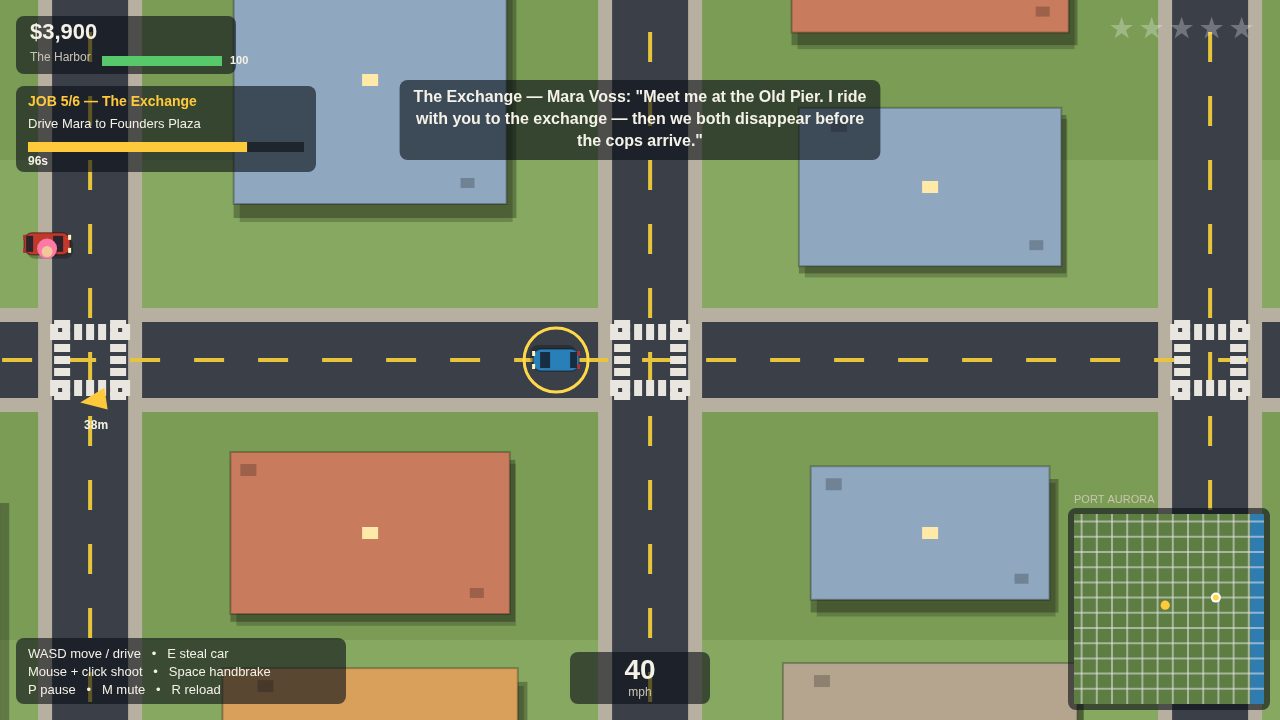 $3,900
The Harbor
100
JOB 5/6 — The Exchange
Drive Mara to Founders Plaza
96s
The Exchange — Mara Voss: "Meet me at the Old Pier. I ride
with you to the exchange — then we both disappear before
the cops arrive."
38m
PORT AURORA
WASD move / drive • E steal car
Mouse + click shoot • Space handbrake
P pause • M mute • R reload
40
mph